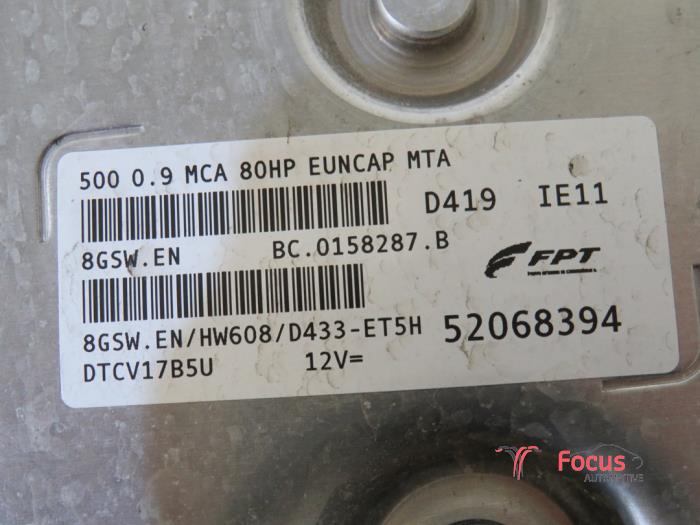 500 0.9 MCA 80HP EUNCAP MTA
D419 IE11
8GSW.EN BC.0158287.B
FPT
8GSW.EN/HW608/D433-ET5H 52068394
DTCV17B5U 12V=
Focus
AUTOMOTIVE